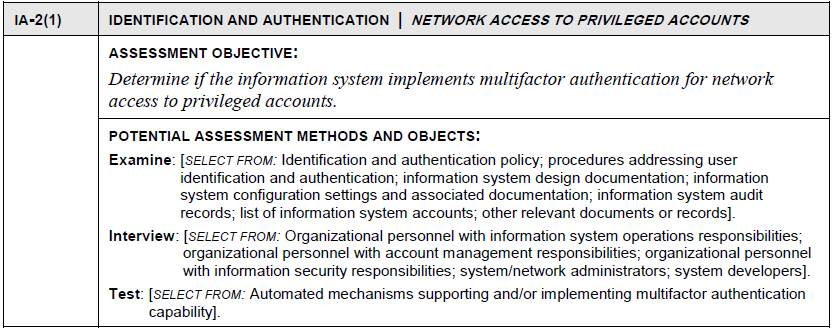 IA-2(1) IDENTIFICATION AND AUTHENTICATION | NETWORK ACCESS TO PRIVILEGED ACCOUNTS
ASSESSMENT OBJECTIVE:
Determine if the information system implements multifactor authentication for network
access to privileged accounts.
POTENTIAL ASSESSMENT METHODS AND OBJECTS:
Examine: [SELECT FROM: Identification and authentication policy; procedures addressing user
identification and authentication; information system design documentation; information
system configuration settings and associated documentation; information system audit
records; list of information system accounts; other relevant documents or records].
Interview: [SELECT FROM: Organizational personnel with information system operations responsibilities;
organizational personnel with account management responsibilities; organizational personnel
with information security responsibilities; system/network administrators; system developers].
Test: [SELECT FROM: Automated mechanisms supporting and/or implementing multifactor authentication
capability].